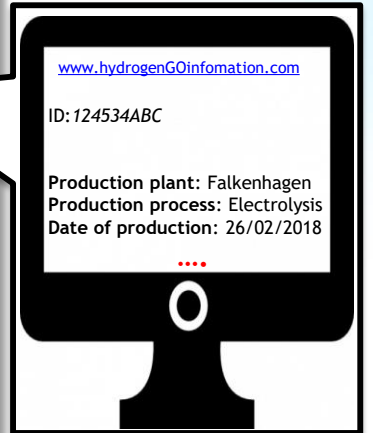 www.hydrogenGOinfomation.com
ID: 124534ABC
Production plant: Falkenhagen
Production process: Electrolysis
Date of production: 26/02/2018
....